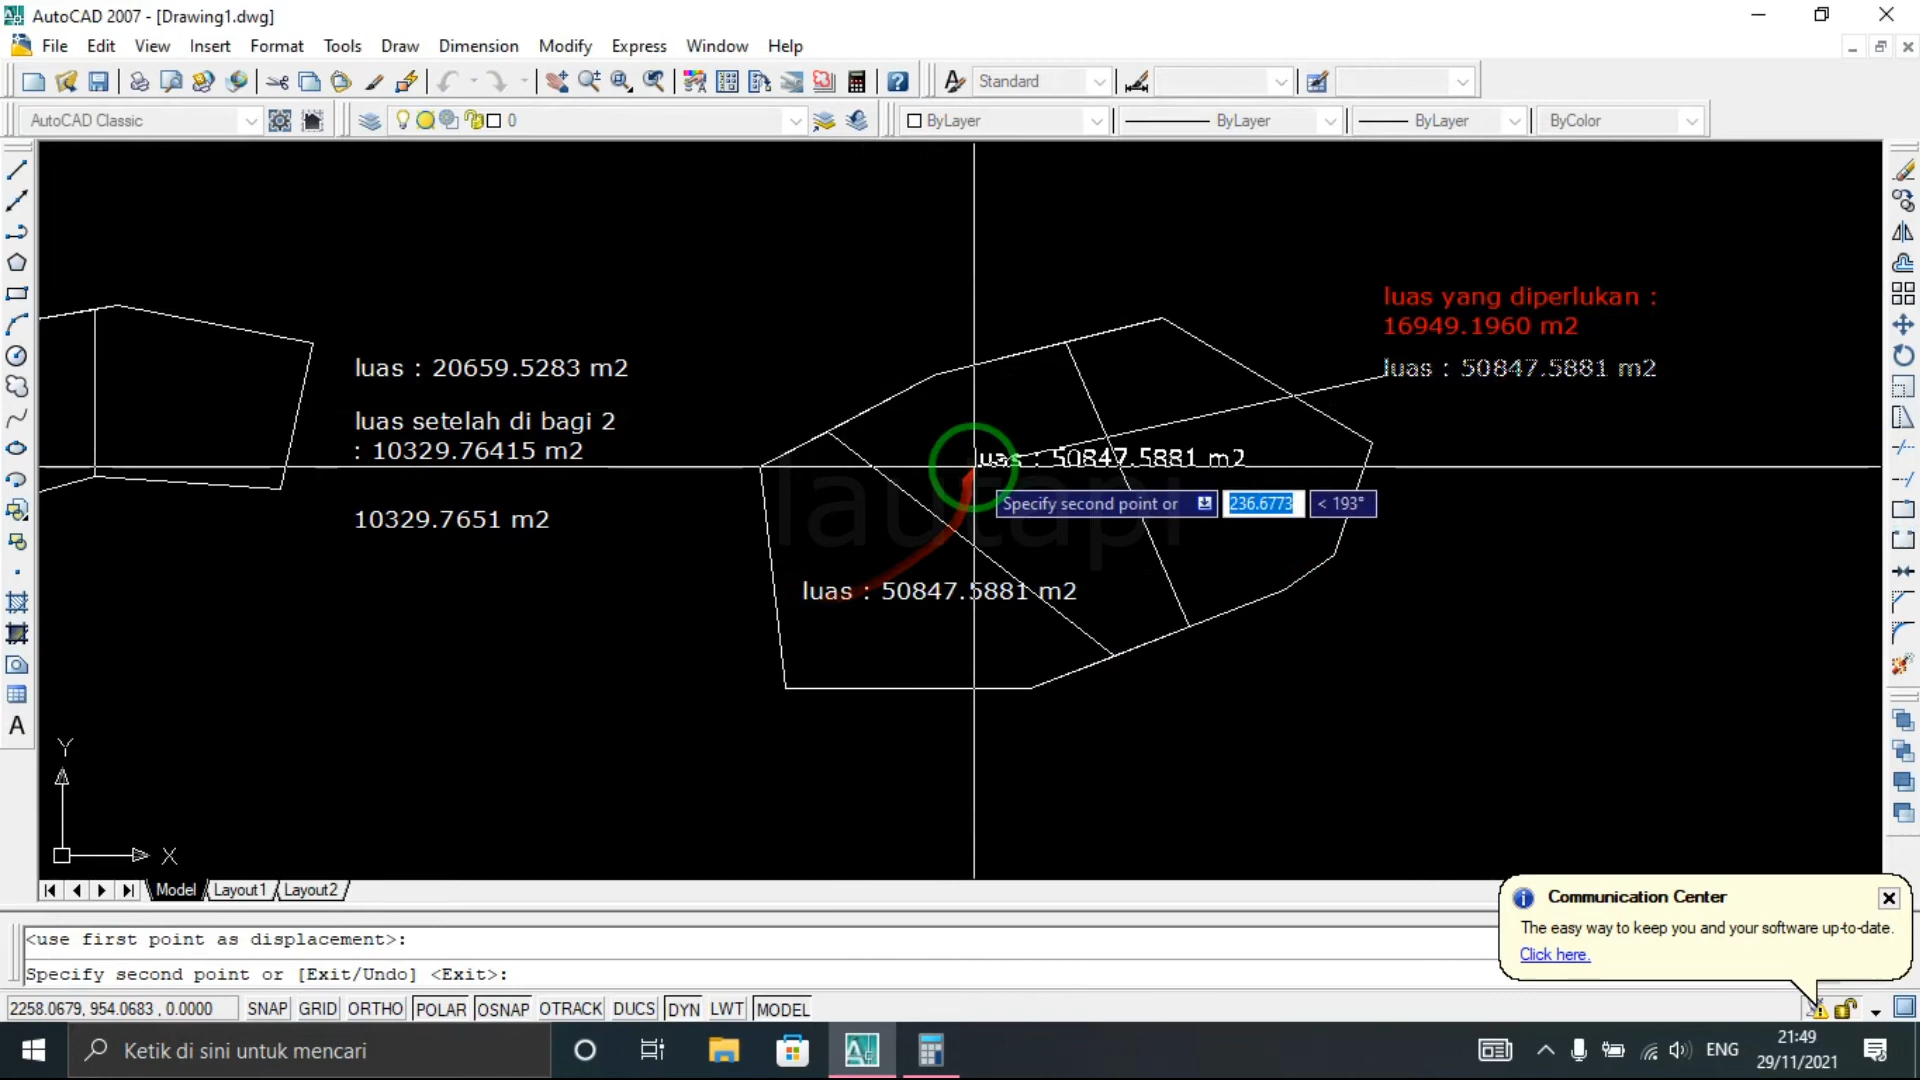 AutoCAD 2007 - [Drawing1.dwg]
File Edit View Insert Format Tools Draw Dimension Modify Express Window Help
Standard
AutoCAD Classic
0
ByLayer
ByLayer
ByLayer
ByColor
luas yang diperlukan :
16949.1960 m2
luas : 50847.5881 m2
luas : 20659.5283 m2
luas setelah di bagi 2
: 10329.76415 m2
10329.7651 m2
luas : 50847.5881 m2
Specify second point or 236.6773 < 193°
lautapi
luas : 50847.5881 m2
Y
X
Model Layout1 Layout2
<use first point as displacement>:
Specify second point or [Exit/Undo] <Exit>:
Communication Center
The easy way to keep you and your software up-to-date.
Click here.
2258.0679, 954.0683 , 0.0000 SNAP GRID ORTHO POLAR OSNAP OTRACK DUCS DYN LWT MODEL
Ketik di sini untuk mencari
ENG
21:49
29/11/2021